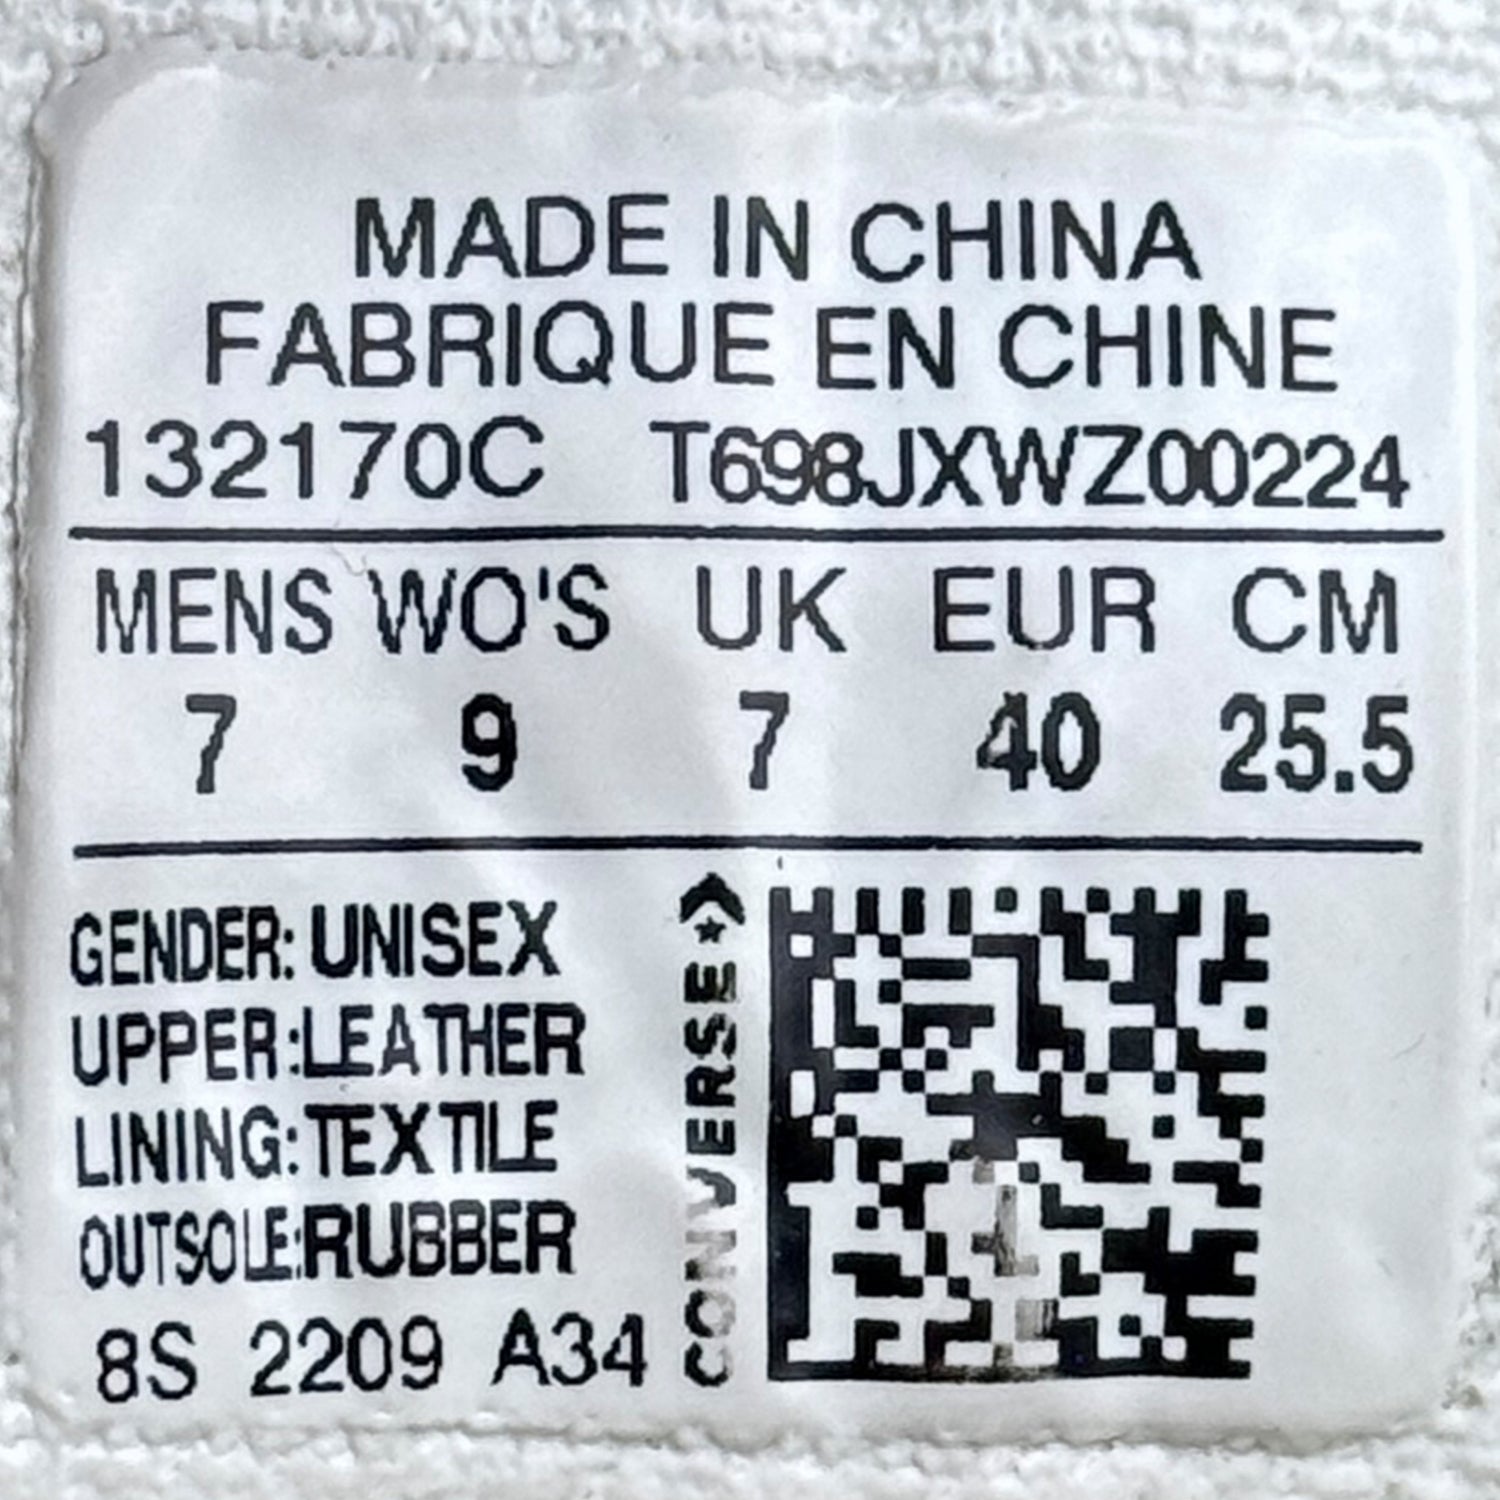 MADE IN CHINA
FABRIQUE EN CHINE
132170C T698JXWZ00224
MENS WO'S UK EUR CM
7 9 7 40 25.5
GENDER: UNISEX
UPPER:LEATHER
LINING:TEXTILE
OUTSOLE:RUBBER
8S 2209 A34
CONVERSE